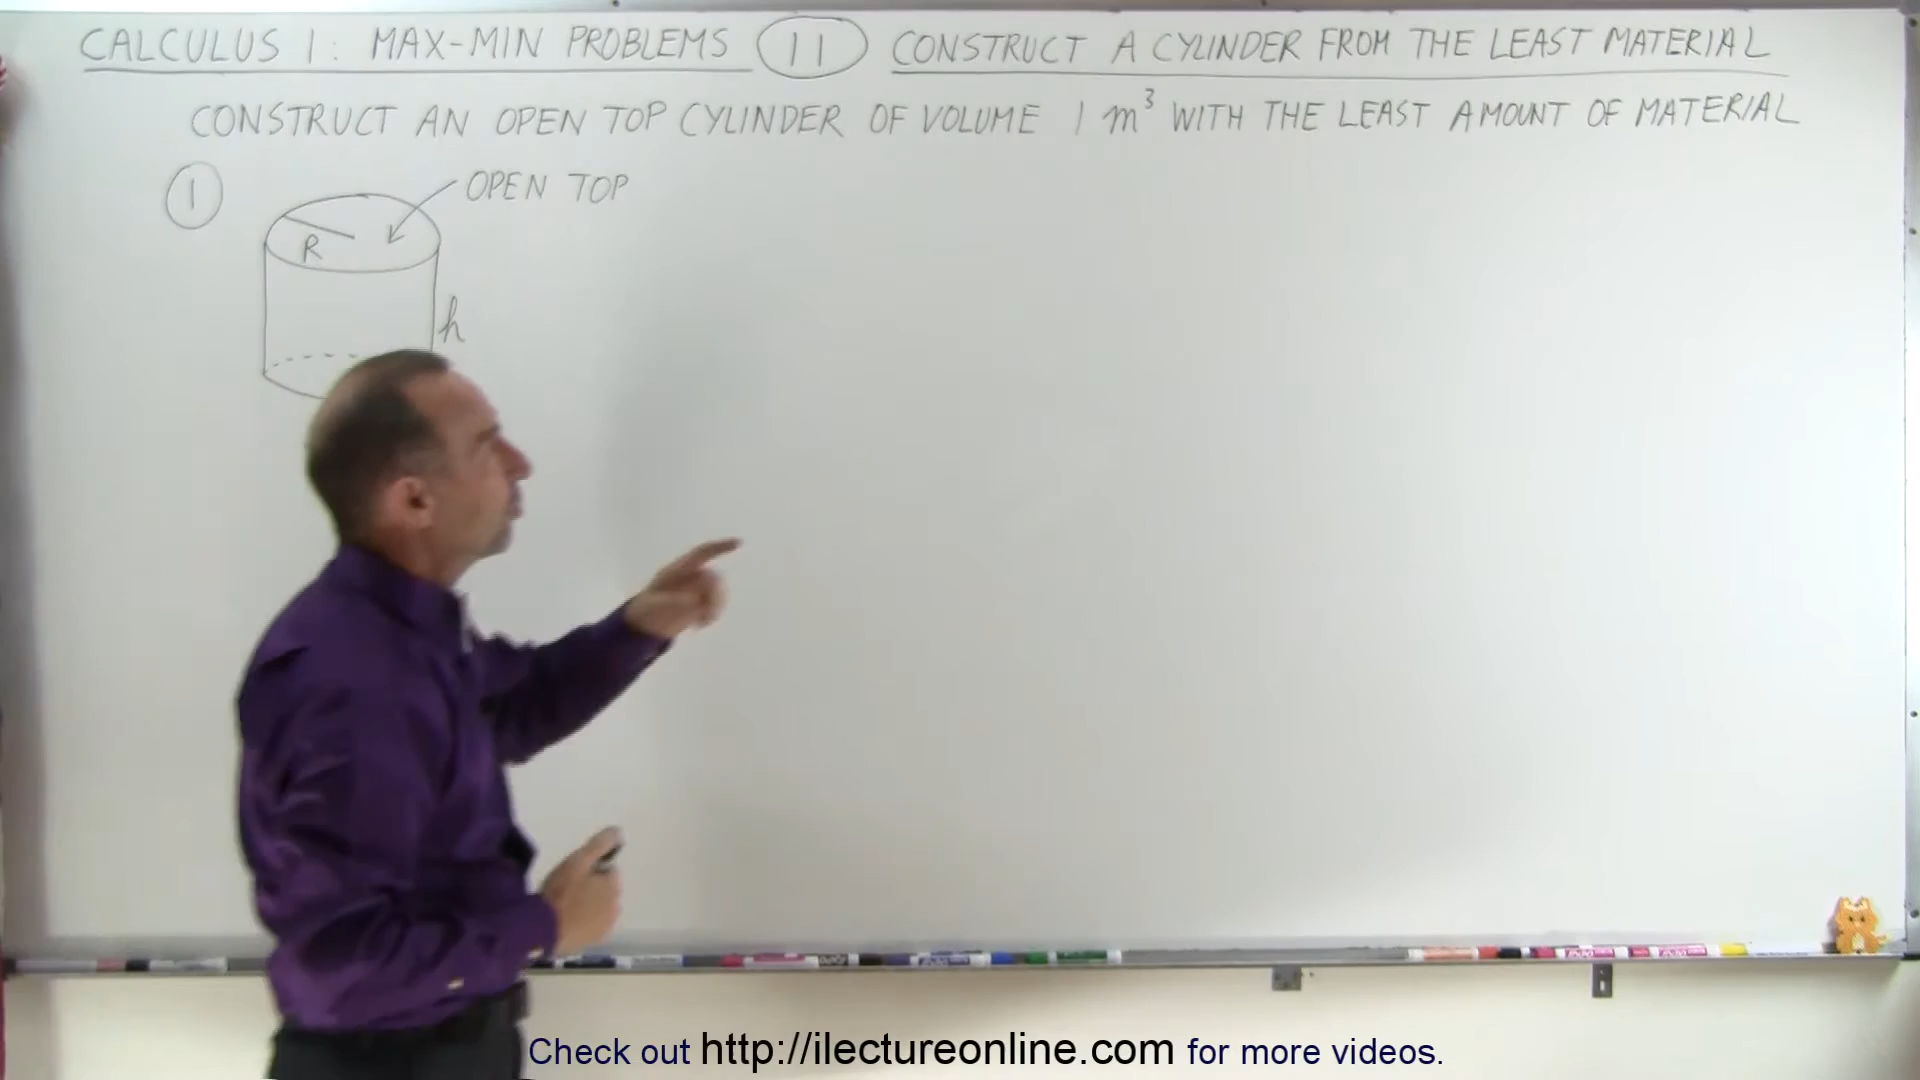 CALCULUS 1: MAX-MIN PROBLEMS 11 CONSTRUCT A CYLINDER FROM THE LEAST MATERIAL
CONSTRUCT AN OPEN TOP CYLINDER OF VOLUME 1 m³ WITH THE LEAST AMOUNT OF MATERIAL
1
OPEN TOP
R
h
Check out http://ilectureonline.com for more videos.